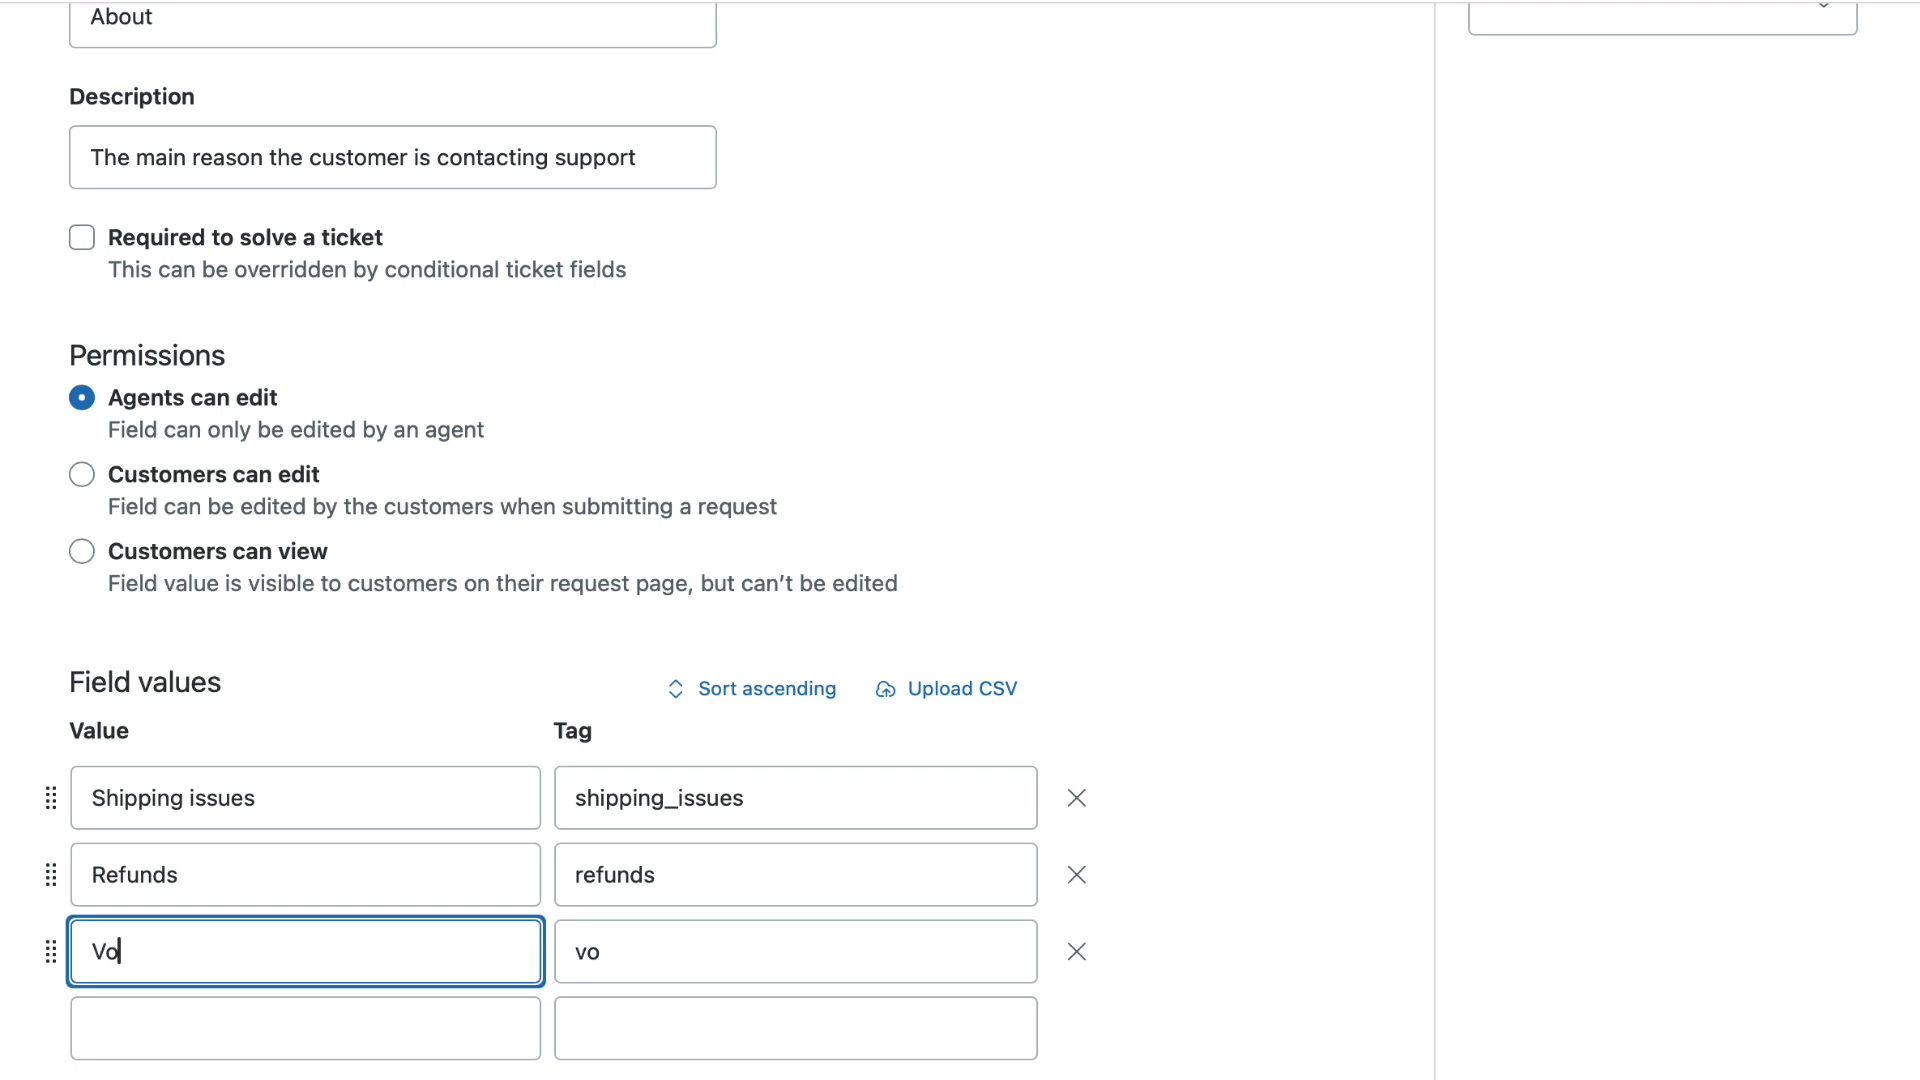 About
Description
The main reason the customer is contacting support
Required to solve a ticket
This can be overridden by conditional ticket fields
Permissions
Agents can edit
Field can only be edited by an agent
Customers can edit
Field can be edited by the customers when submitting a request
Customers can view
Field value is visible to customers on their request page, but can’t be edited
Field values
Sort ascending
Upload CSV
Value
Tag
Shipping issues
shipping_issues
Refunds
refunds
Vo
vo